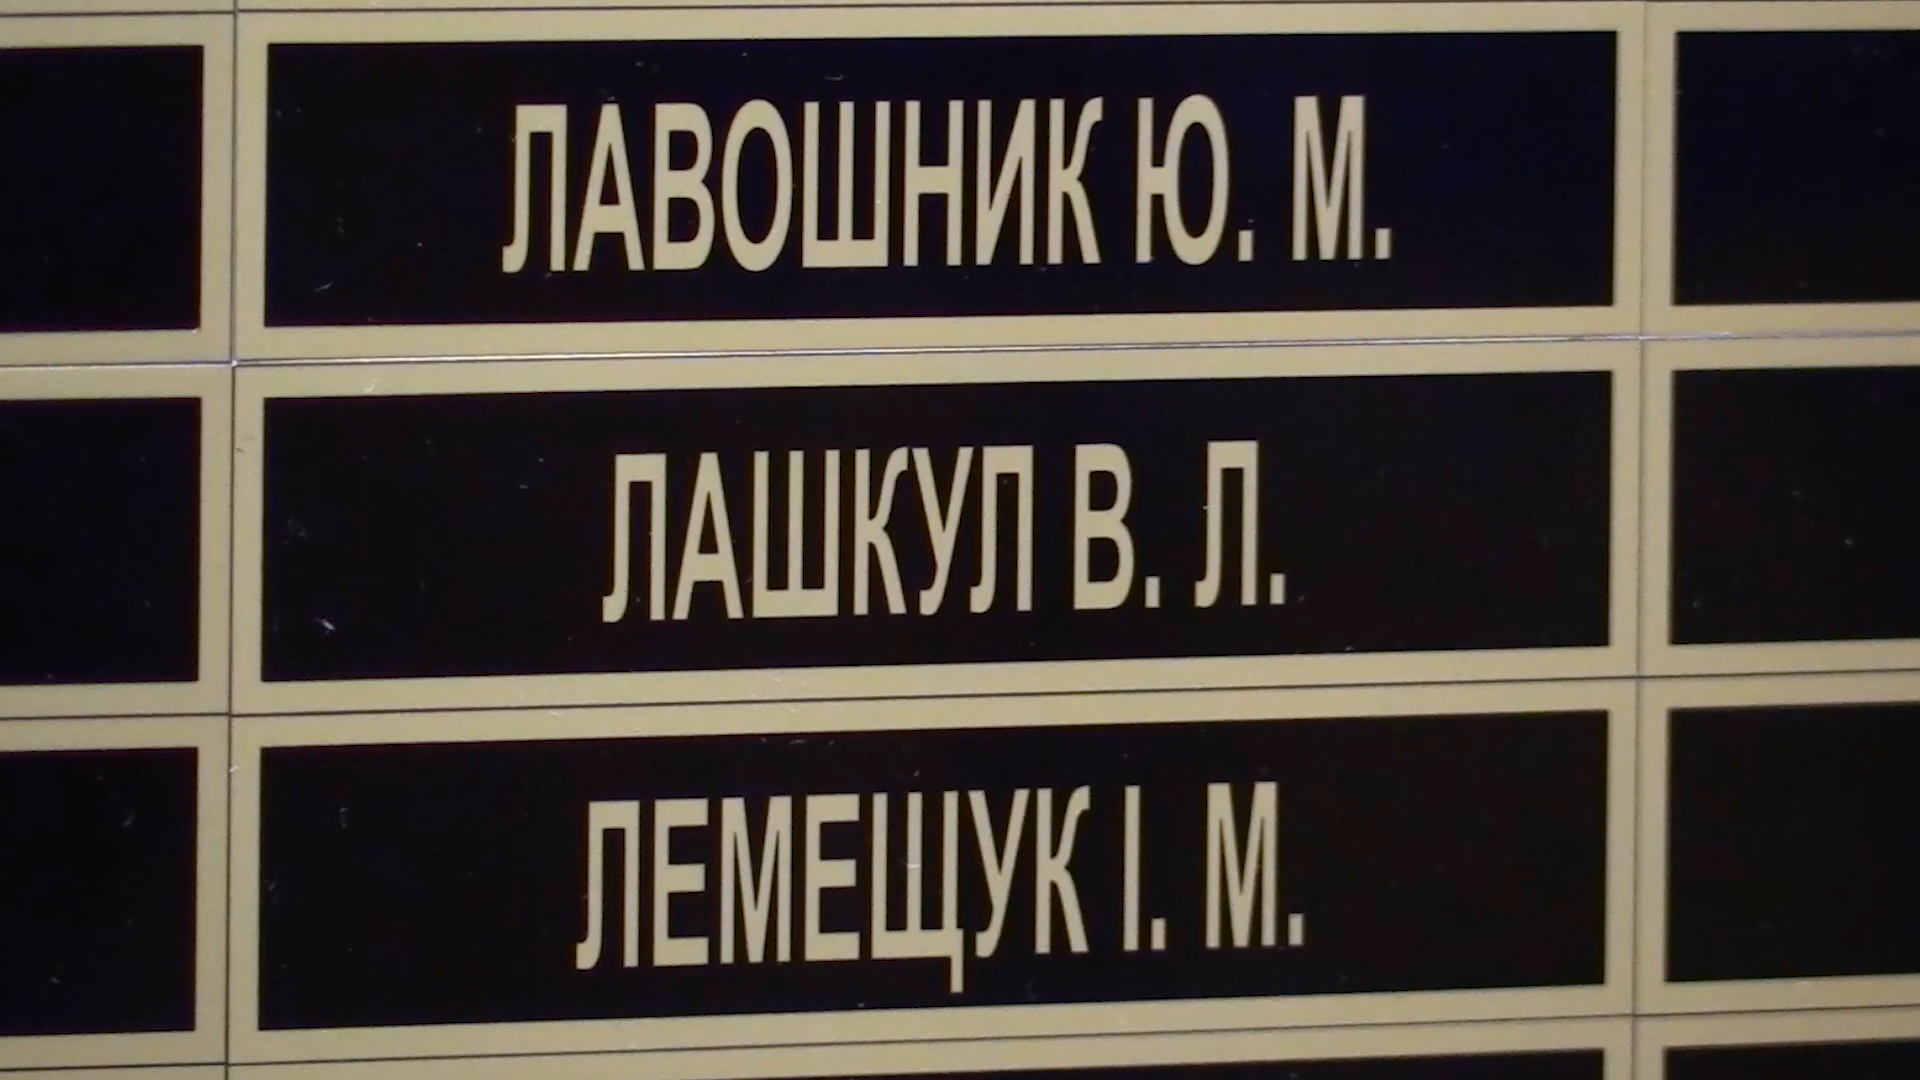 ЛАВОШНИК Ю. М.
ЛАШКУЛ В. Л.
ЛЕМЕЩУК І. М.